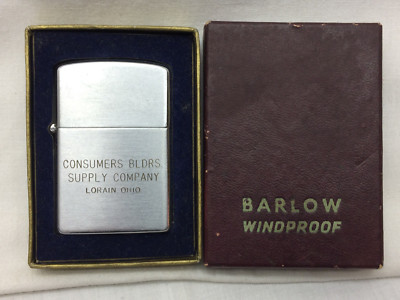 CONSUMERS BLDRS.
SUPPLY COMPANY
LORAIN OHIO
BARLOW
WINDPROOF